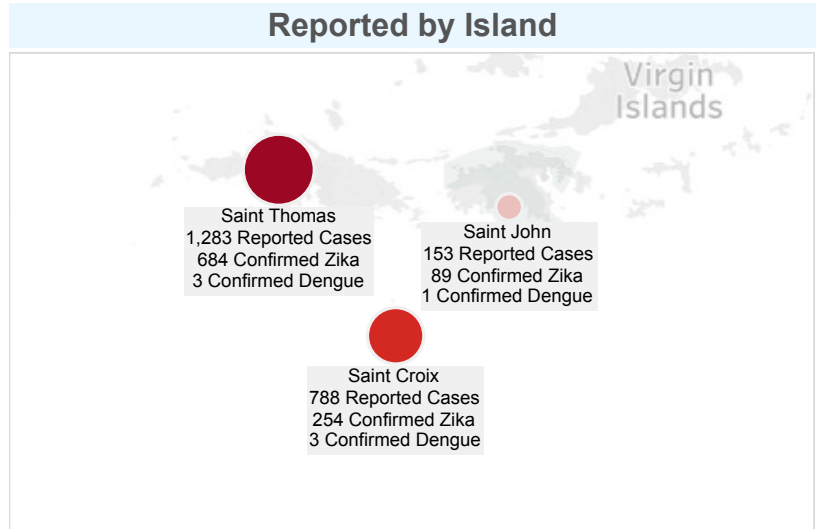 Reported by Island
Virgin
Islands
Saint Thomas
1,283 Reported Cases
684 Confirmed Zika
3 Confirmed Dengue
Saint John
153 Reported Cases
89 Confirmed Zika
1 Confirmed Dengue
Saint Croix
788 Reported Cases
254 Confirmed Zika
3 Confirmed Dengue